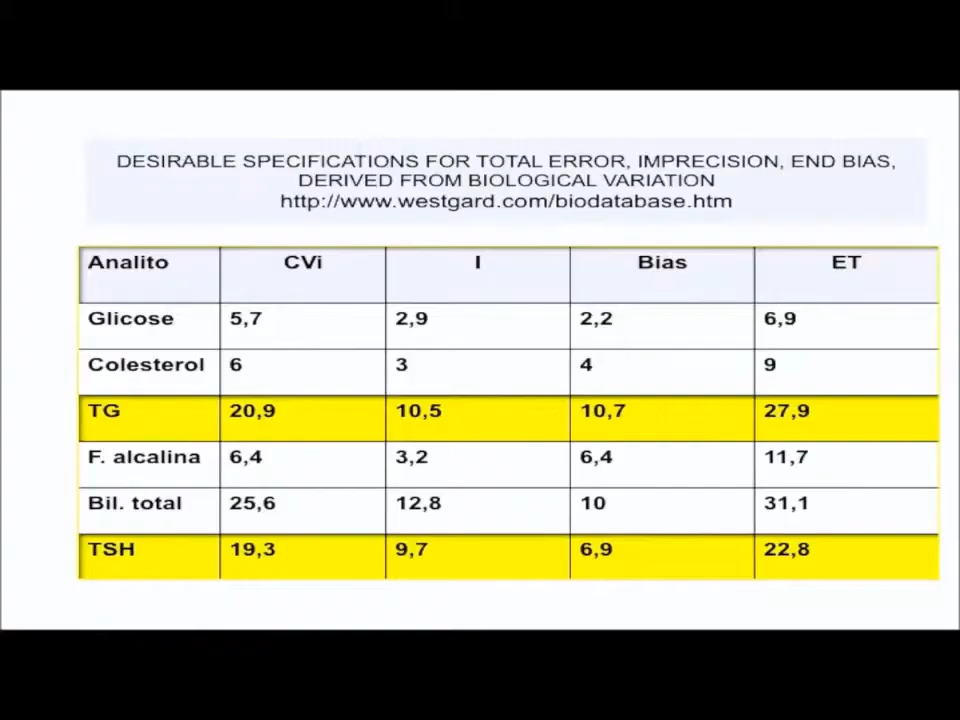 DESIRABLE SPECIFICATIONS FOR TOTAL ERROR, IMPRECISION, END BIAS,
DERIVED FROM BIOLOGICAL VARIATION
http://www.westgard.com/biodatabase.htm
Analito CVi I Bias ET
Glicose 5,7 2,9 2,2 6,9
Colesterol 6 3 4 9
TG 20,9 10,5 10,7 27,9
F. alcalina 6,4 3,2 6,4 11,7
Bil. total 25,6 12,8 10 31,1
TSH 19,3 9,7 6,9 22,8